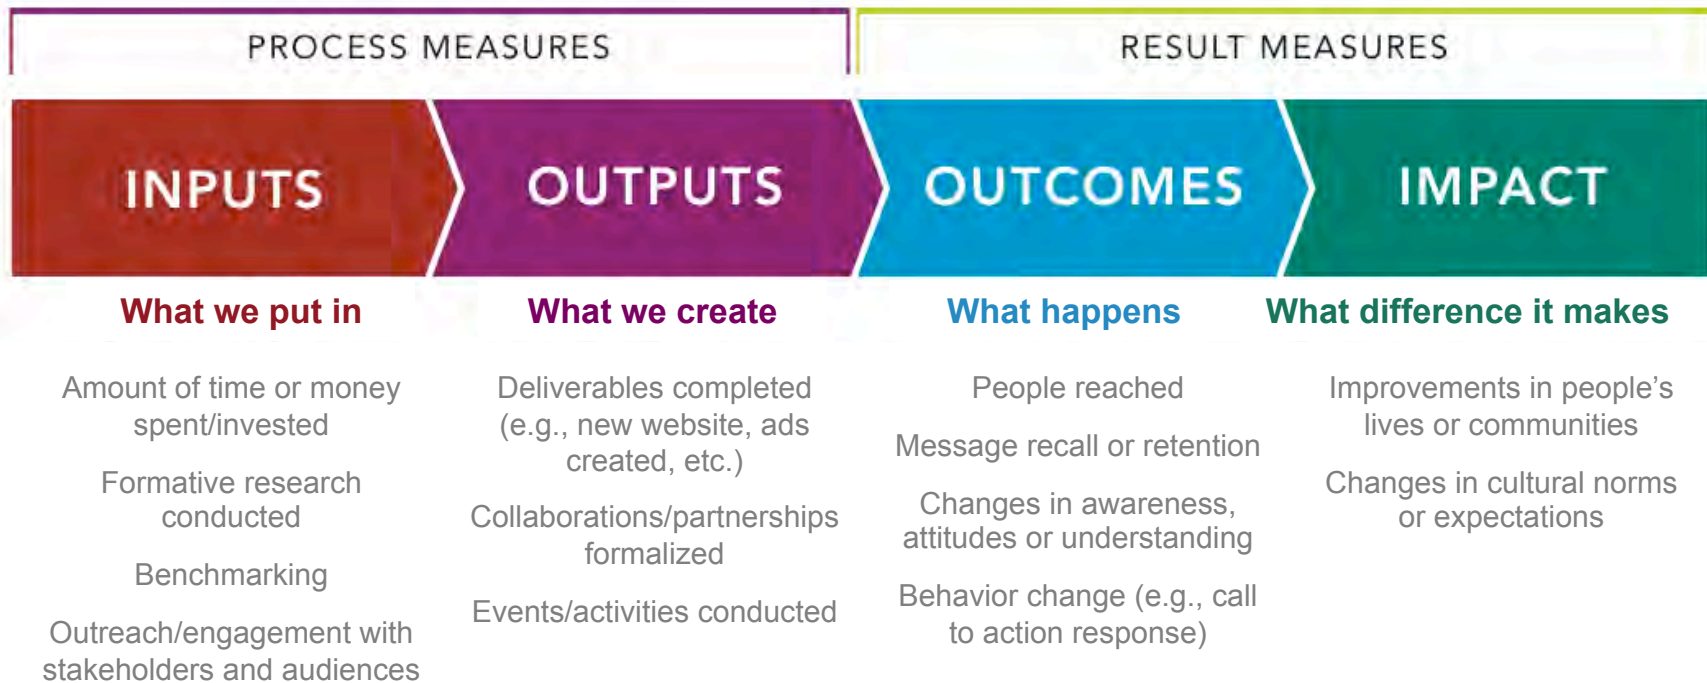 PROCESS MEASURES
RESULT MEASURES
INPUTS
OUTPUTS
OUTCOMES
IMPACT
What we put in
Amount of time or money
spent/invested
Formative research
conducted
Benchmarking
Outreach/engagement with
stakeholders and audiences
What we create
Deliverables completed
(e.g., new website, ads
created, etc.)
Collaborations/partnerships
formalized
Events/activities conducted
What happens
People reached
Message recall or retention
Changes in awareness,
attitudes or understanding
Behavior change (e.g., call
to action response)
What difference it makes
Improvements in people’s
lives or communities
Changes in cultural norms
or expectations